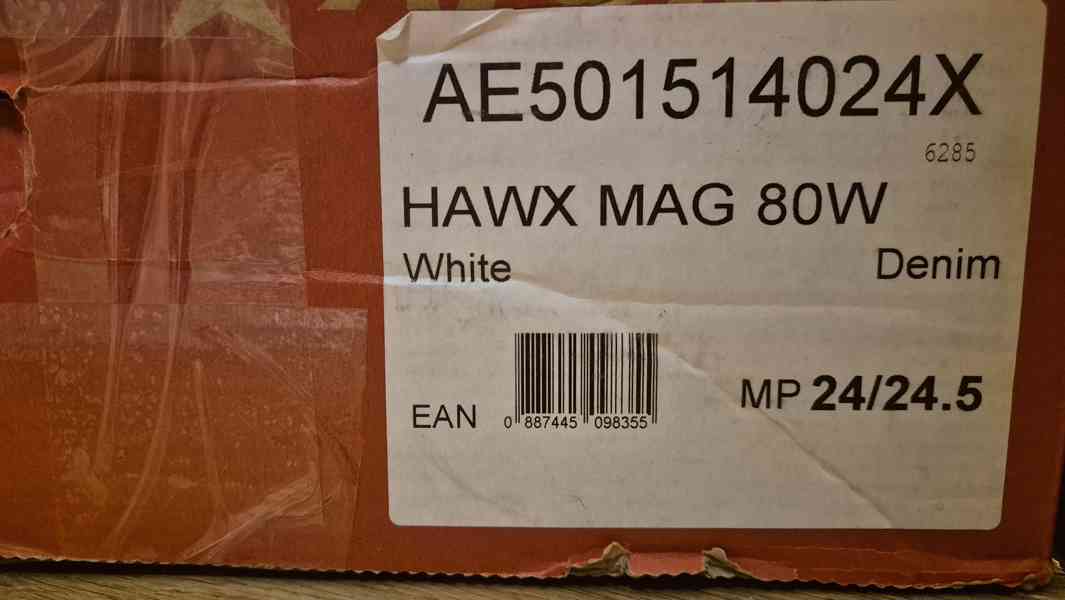 AE501514024X
6285
HAWX MAG 80W
White Denim
MP 24/24.5
EAN 0 887445 098355